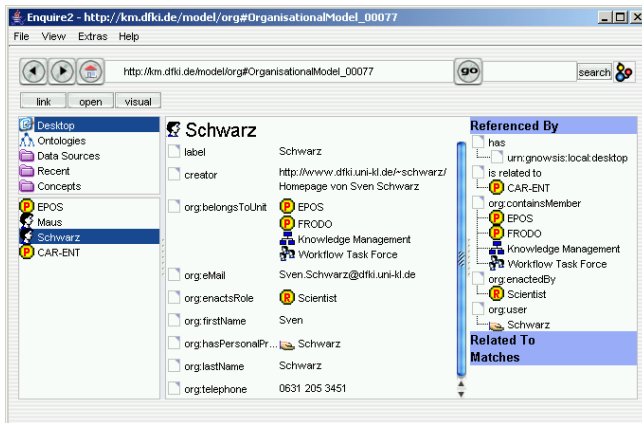 Enquire2 - http://km.dfki.de/model/org#OrganisationalModel_00077
File View Extras Help
http://km.dfki.de/model/org#OrganisationalModel_00077
go
search
link
open
visual
Desktop
Ontologies
Data Sources
Recent
Concepts
P EPOS
Maus
Schwarz
P CAR-ENT
Schwarz
label Schwarz
creator http://www.dfki.uni-kl.de/~schwarz/
Homepage von Sven Schwarz
org:belongsToUnit P EPOS
P FRODO
Knowledge Management
Workflow Task Force
org:eMail Sven.Schwarz@dfki.uni-kl.de
org:enactsRole R Scientist
org:firstName Sven
org:hasPersonalPr... Schwarz
org:lastName Schwarz
org:telephone 0631 205 3451
Referenced By
has
urn:gnowsis:local:desktop
is related to
P CAR-ENT
org:containsMember
P EPOS
P FRODO
Knowledge Management
Workflow Task Force
org:enactedBy
R Scientist
org:user
Schwarz
Related To
Matches